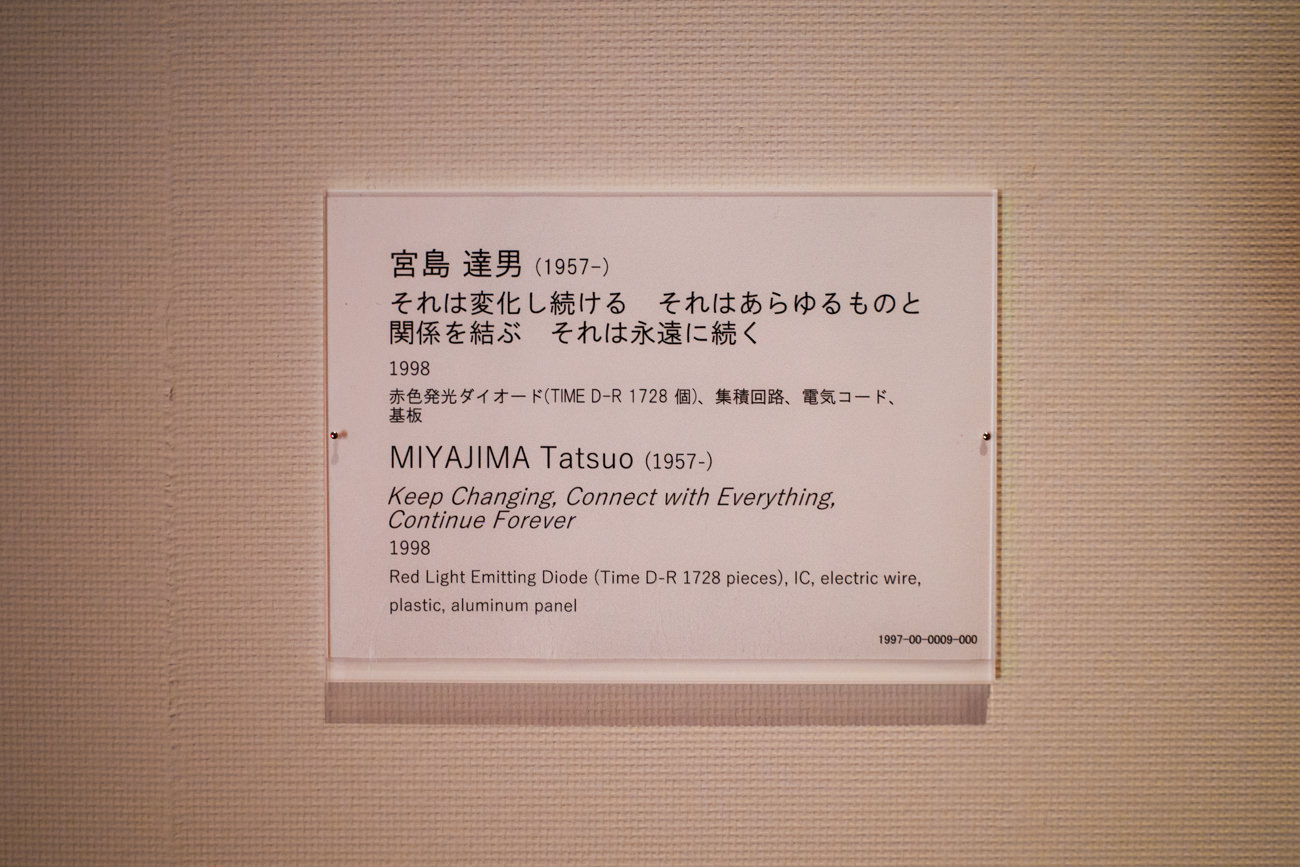 宮島 達男 (1957-)
それは変化し続ける　それはあらゆるものと
関係を結ぶ　それは永遠に続く
1998
赤色発光ダイオード(TIME D-R 1728 個)、集積回路、電気コード、
基板
MIYAJIMA Tatsuo (1957-)
Keep Changing, Connect with Everything,
Continue Forever
1998
Red Light Emitting Diode (Time D-R 1728 pieces), IC, electric wire,
plastic, aluminum panel
1997-00-0009-000